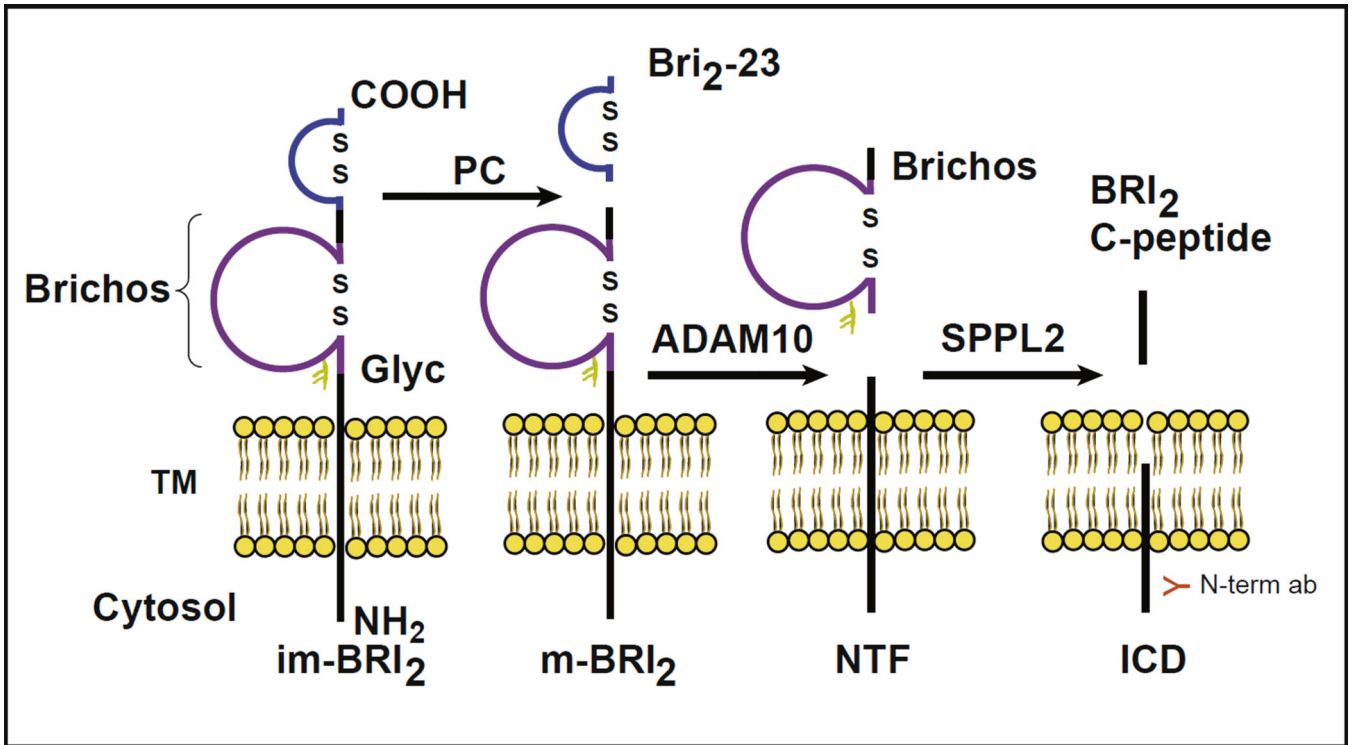 COOH
S
S
Brichos
S
S
Glyc
TM
Cytosol
NH₂
im-BRI₂
PC
Bri₂-23
S
S
S
S
m-BRI₂
ADAM10
Brichos
S
S
NTF
SPPL2
BRI₂
C-peptide
N-term ab
ICD